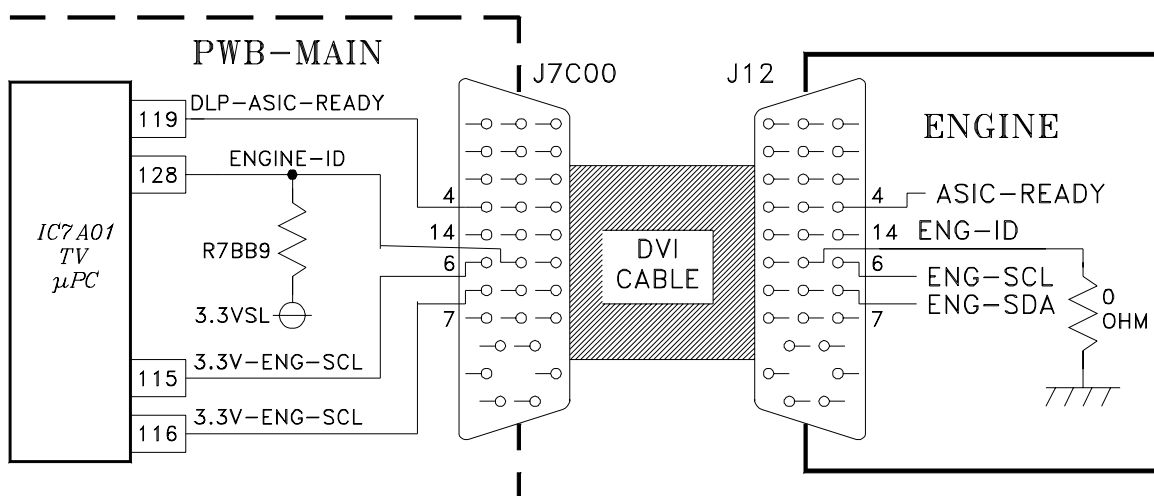 PWB-MAIN
J7C00
J12
DLP-ASIC-READY
119
ENGINE
ENGINE-ID
128
4
4
ASIC-READY
IC7A01
TV
µPC
R7BB9
14
14
ENG-ID
DVI
CABLE
6
6
ENG-SCL
ENG-SDA
0
OHM
3.3VSL
7
7
3.3V-ENG-SCL
115
3.3V-ENG-SCL
116